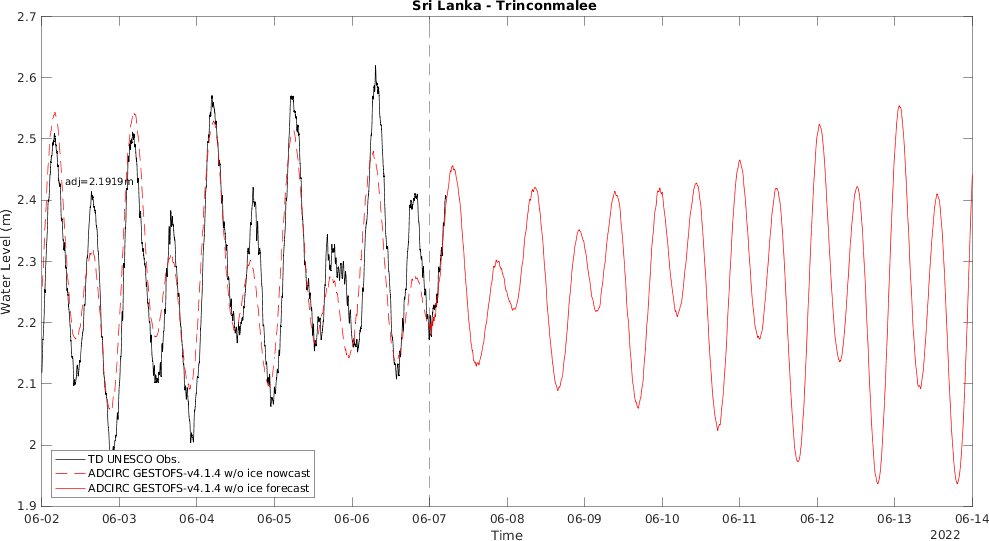 Sri Lanka - Trinconmalee
2.7
2.6
2.5
2.4
2.3
2.2
2.1
2
1.9
Water Level (m)
adj=2.1919m
TD UNESCO Obs.
ADCIRC GESTOFS-v4.1.4 w/o ice nowcast
ADCIRC GESTOFS-v4.1.4 w/o ice forecast
06-02 06-03 06-04 06-05 06-06 06-07 06-08 06-09 06-10 06-11 06-12 06-13 06-14
Time
2022